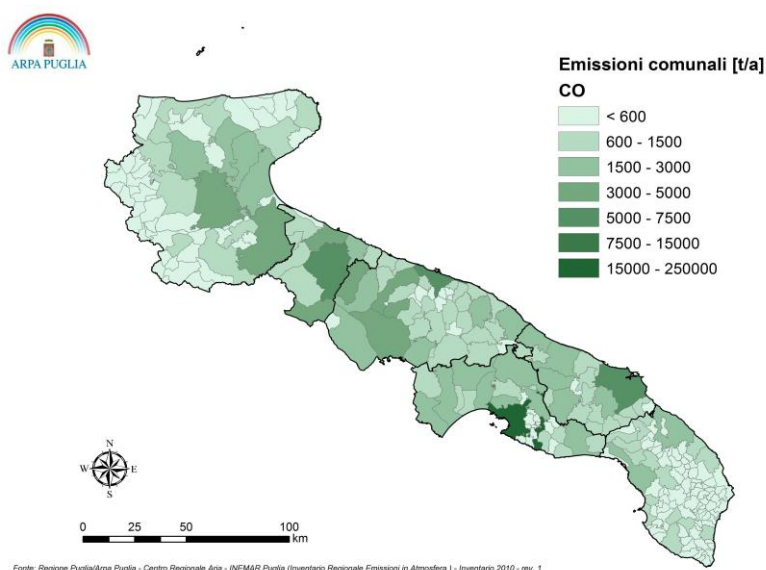 ARPA PUGLIA
Emissioni comunali [t/a]
CO
< 600
600 - 1500
1500 - 3000
3000 - 5000
5000 - 7500
7500 - 15000
15000 - 250000
N
W E
S
0 25 50 100
km
Fonte: Regione Puglia/Arpa Puglia - Centro Regionale Aria - INEMAR Puglia (Inventario Regionale Emissioni in Atmosfera ) - Inventario 2010 - rev. 1